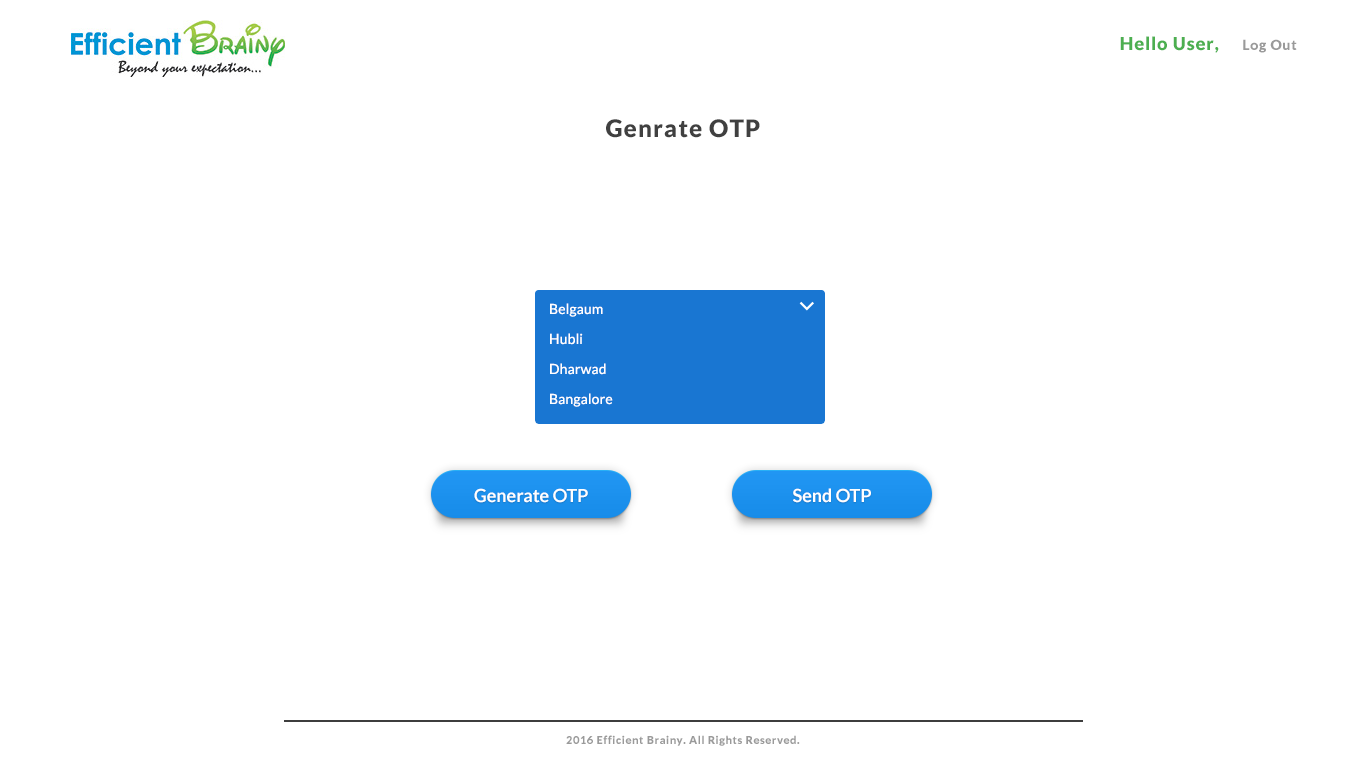 Efficient Brainy
Beyond your expectation...
Hello User,
Log Out
Genrate OTP
Belgaum
Hubli
Dharwad
Bangalore
Generate OTP
Send OTP
2016 Efficient Brainy. All Rights Reserved.